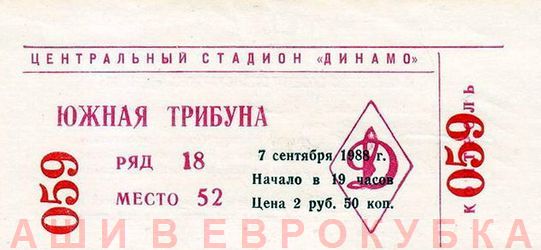 ЦЕНТРАЛЬНЫЙ СТАДИОН «ДИНАМО»
ЮЖНАЯ ТРИБУНА
РЯД 18
МЕСТО 52
7 сентября 1988 г.
Начало в 19 часов
Цена 2 руб. 50 коп.
Д
059
059
АШИ В ЕВРОКУБКА